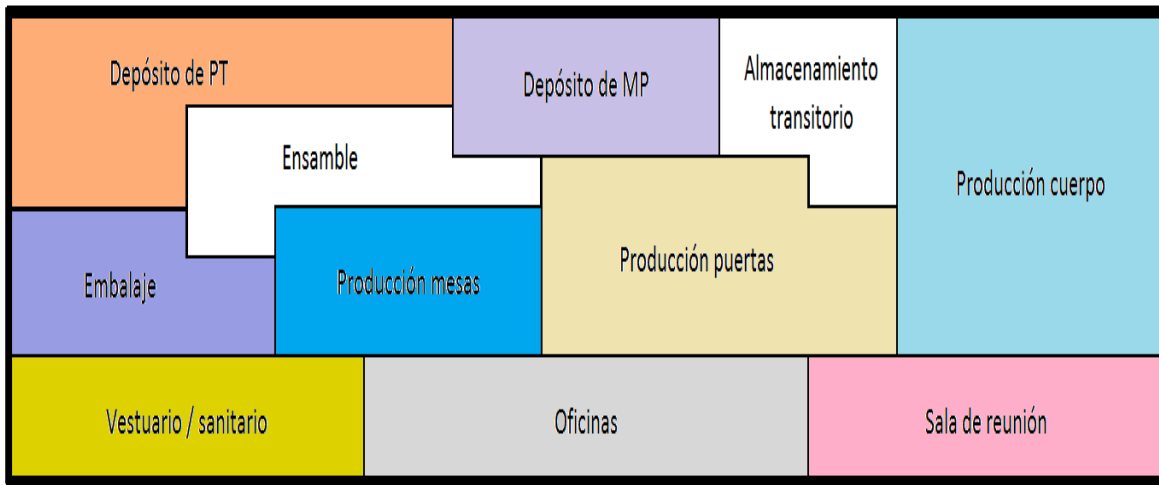 Depósito de PT
Depósito de MP
Almacenamiento
transitorio
Ensamble
Producción cuerpo
Embalaje
Producción mesas
Producción puertas
Vestuario / sanitario
Oficinas
Sala de reunión